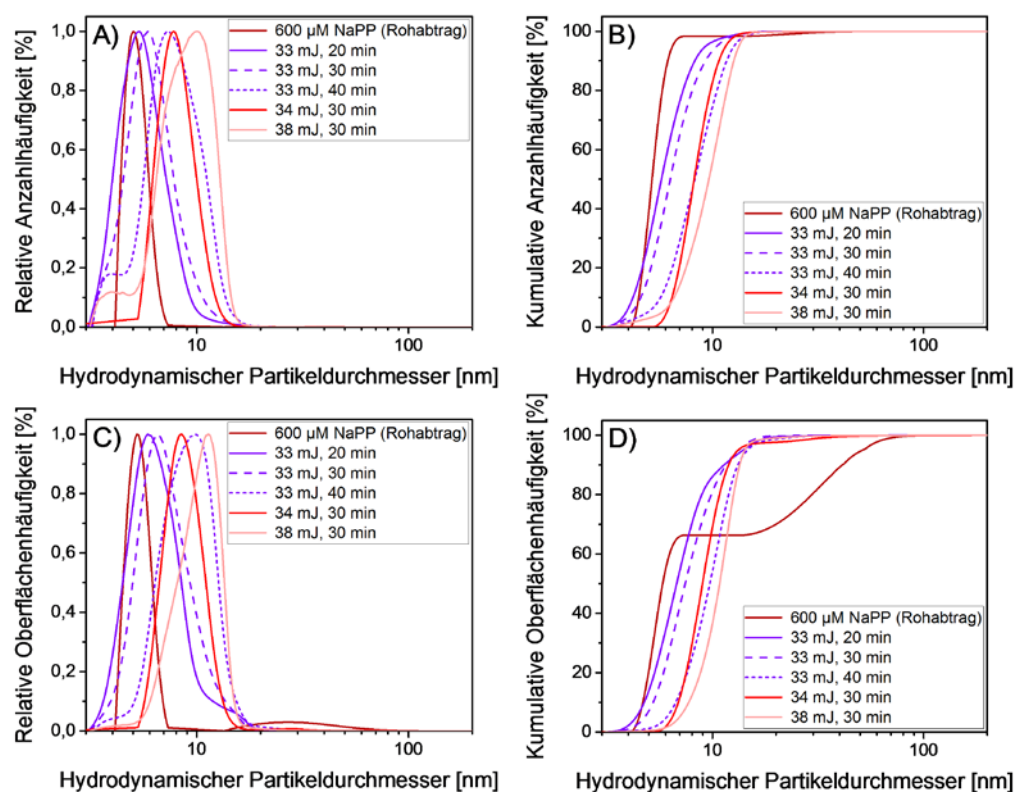 A)
Relative Anzahlhäufigkeit [%]
1,0
0,8
0,6
0,4
0,2
0,0
600 µM NaPP (Rohabtrag)
33 mJ, 20 min
33 mJ, 30 min
33 mJ, 40 min
34 mJ, 30 min
38 mJ, 30 min
10
100
Hydrodynamischer Partikeldurchmesser [nm]
B)
Kumulative Anzahlhäufigkeit [%]
100
80
60
40
20
0
600 µM NaPP (Rohabtrag)
33 mJ, 20 min
33 mJ, 30 min
33 mJ, 40 min
34 mJ, 30 min
38 mJ, 30 min
10
100
Hydrodynamischer Partikeldurchmesser [nm]
C)
Relative Oberflächenhäufigkeit [%]
1,0
0,8
0,6
0,4
0,2
0,0
600 µM NaPP (Rohabtrag)
33 mJ, 20 min
33 mJ, 30 min
33 mJ, 40 min
34 mJ, 30 min
38 mJ, 30 min
10
100
Hydrodynamischer Partikeldurchmesser [nm]
D)
Kumulative Oberflächenhäufigkeit [%]
100
80
60
40
20
0
600 µM NaPP (Rohabtrag)
33 mJ, 20 min
33 mJ, 30 min
33 mJ, 40 min
34 mJ, 30 min
38 mJ, 30 min
10
100
Hydrodynamischer Partikeldurchmesser [nm]